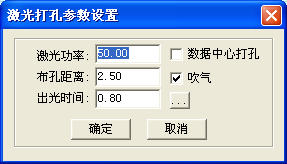 激光打孔参数设置
激光功率: 50.00 数据中心打孔
布孔距离: 2.50 吹气
出光时间: 0.80 ...
确定 取消